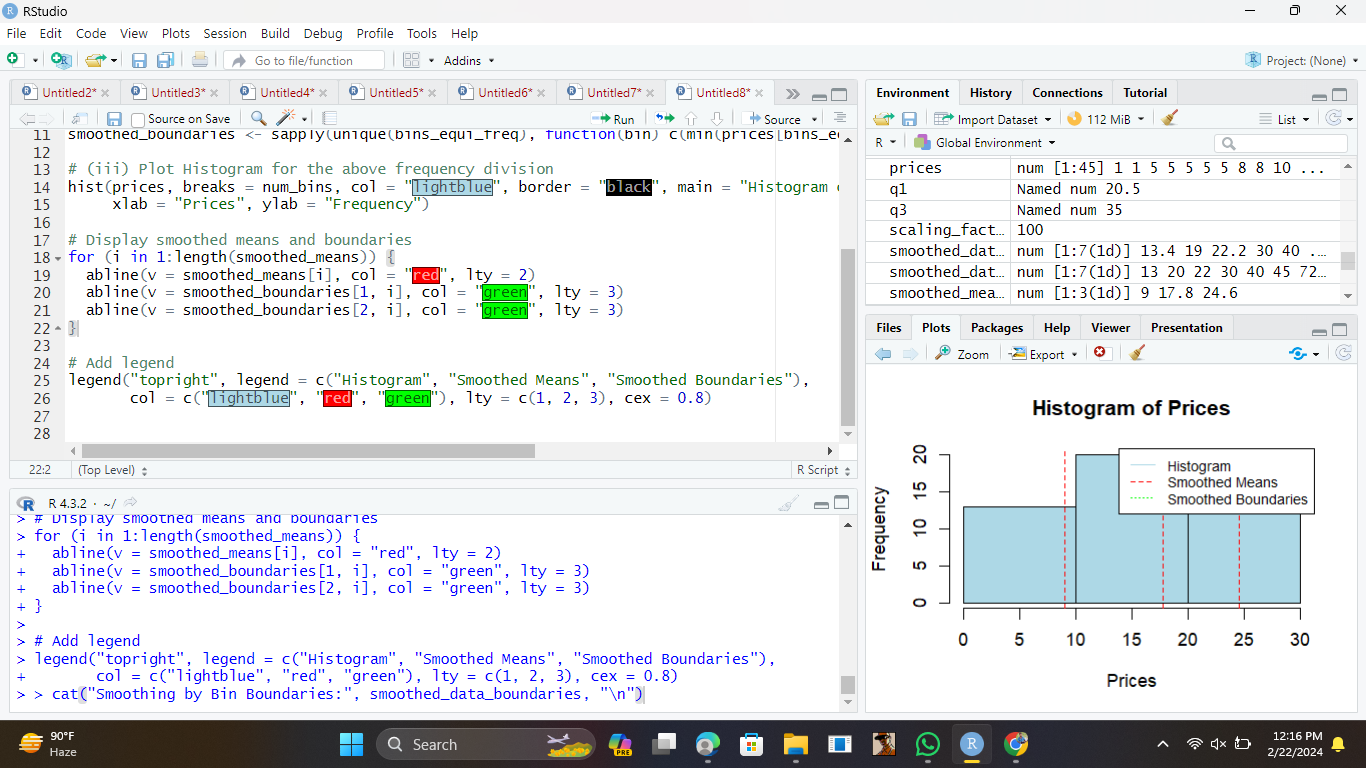 RStudio
File Edit Code View Plots Session Build Debug Profile Tools Help
Go to file/function Addins Project: (None)
Untitled2* Untitled3* Untitled4* Untitled5* Untitled6* Untitled7* Untitled8*
Source on Save Run Source
11 smoothed_boundaries <- sapply(unique(bins_equi_freq), function(bin) c(min(prices[bins_e
12
13 # (iii) Plot Histogram for the above frequency division
14 hist(prices, breaks = num_bins, col = "lightblue", border = "black", main = "Histogram
15 xlab = "Prices", ylab = "Frequency")
16
17 # Display smoothed means and boundaries
18 for (i in 1:length(smoothed_means)) {
19 abline(v = smoothed_means[i], col = "red", lty = 2)
20 abline(v = smoothed_boundaries[1, i], col = "green", lty = 3)
21 abline(v = smoothed_boundaries[2, i], col = "green", lty = 3)
22 }
23
24 # Add legend
25 legend("topright", legend = c("Histogram", "Smoothed Means", "Smoothed Boundaries"),
26 col = c("lightblue", "red", "green"), lty = c(1, 2, 3), cex = 0.8)
27
28
22:2 (Top Level) R Script
R 4.3.2 · ~/
> # Display smoothed means and boundaries
> for (i in 1:length(smoothed_means)) {
+ abline(v = smoothed_means[i], col = "red", lty = 2)
+ abline(v = smoothed_boundaries[1, i], col = "green", lty = 3)
+ abline(v = smoothed_boundaries[2, i], col = "green", lty = 3)
+ }
>
> # Add legend
> legend("topright", legend = c("Histogram", "Smoothed Means", "Smoothed Boundaries"),
+ col = c("lightblue", "red", "green"), lty = c(1, 2, 3), cex = 0.8)
> > cat("Smoothing by Bin Boundaries:", smoothed_data_boundaries, "\n")
Environment History Connections Tutorial
Import Dataset 112 MiB List
R Global Environment
prices num [1:45] 1 1 5 5 5 5 5 8 8 10 ...
q1 Named num 20.5
q3 Named num 35
scaling_fact... 100
smoothed_dat... num [1:7(1d)] 13.4 19 22.2 30 40 ...
smoothed_dat... num [1:7(1d)] 13 20 22 30 40 45 72...
smoothed_mea... num [1:3(1d)] 9 17.8 24.6
Files Plots Packages Help Viewer Presentation
Zoom Export
Histogram of Prices
Histogram
Smoothed Means
Smoothed Boundaries
Frequency
20
15
10
5
0
0 5 10 15 20 25 30
Prices
90°F
Haze
Search
PRE
12:16 PM
2/22/2024